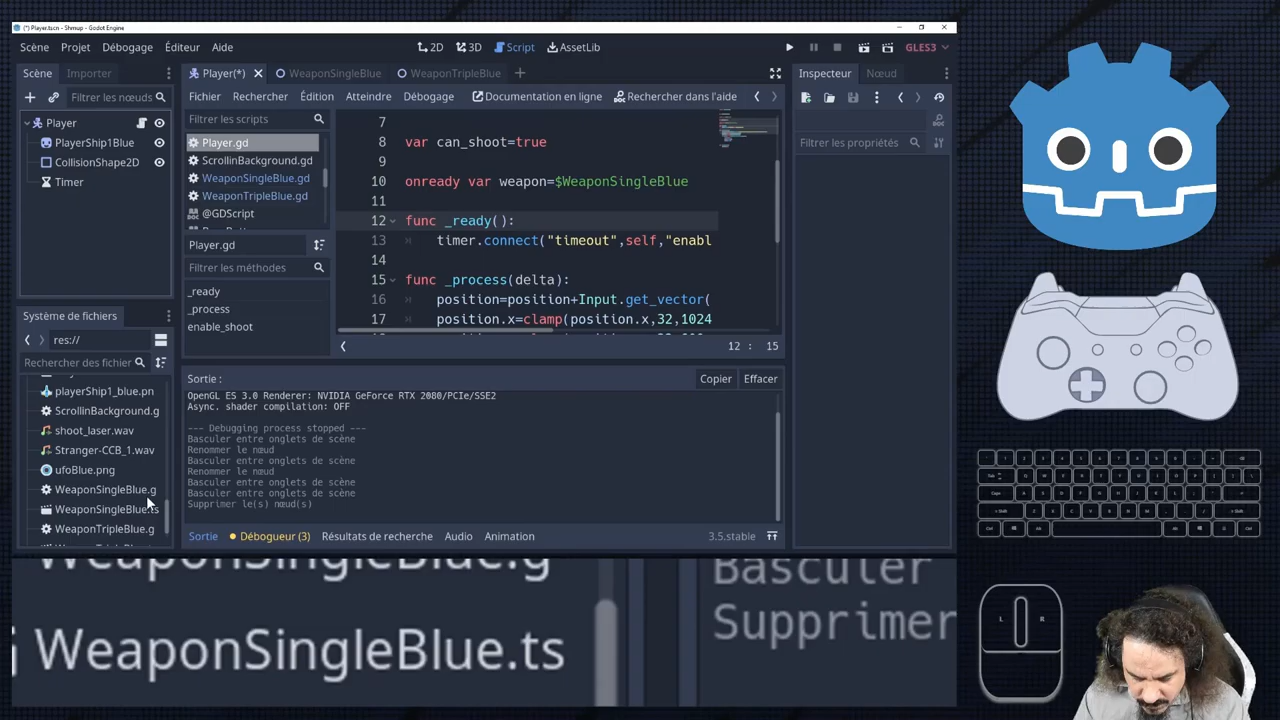 (*) Player.tscn - Shmup - Godot Engine
Scène Projet Débogage Éditeur Aide
2D 3D Script AssetLib
GLES3
Scène Importer
Player(*) WeaponSingleBlue WeaponTripleBlue
Inspecteur Nœud
Filtrer les nœuds
Fichier Rechercher Édition Atteindre Débogage Documentation en ligne Rechercher dans l'aide
Player
PlayerShip1Blue
CollisionShape2D
Timer
Filtrer les scripts
Player.gd
ScrollinBackground.gd
WeaponSingleBlue.gd
WeaponTripleBlue.gd
@GDScript
Player.gd
Filtrer les méthodes
_ready
_process
enable_shoot
7
8 var can_shoot=true
9
10 onready var weapon=$WeaponSingleBlue
11
12 func _ready():
13 timer.connect("timeout",self,"enabl
14
15 func _process(delta):
16 position=position+Input.get_vector(
17 position.x=clamp(position.x,32,1024
12 : 15
Filtrer les propriétés
Système de fichiers
res://
Rechercher des fichier
playerShip1_blue.pn
ScrollinBackground.g
shoot_laser.wav
Stranger-CCB_1.wav
ufoBlue.png
WeaponSingleBlue.g
WeaponSingleBlue.ts
WeaponTripleBlue.g
Sortie :
Copier Effacer
OpenGL ES 3.0 Renderer: NVIDIA GeForce RTX 2080/PCIe/SSE2
Async. shader compilation: OFF
--- Debugging process stopped ---
Basculer entre onglets de scène
Renommer le nœud
Basculer entre onglets de scène
Renommer le nœud
Basculer entre onglets de scène
Basculer entre onglets de scène
Supprimer le(s) nœud(s)
Sortie Débogueur (3) Résultats de recherche Audio Animation
3.5.stable
WeaponSingleBlue.g
WeaponSingleBlue.ts
Basculer
Supprimer
L R